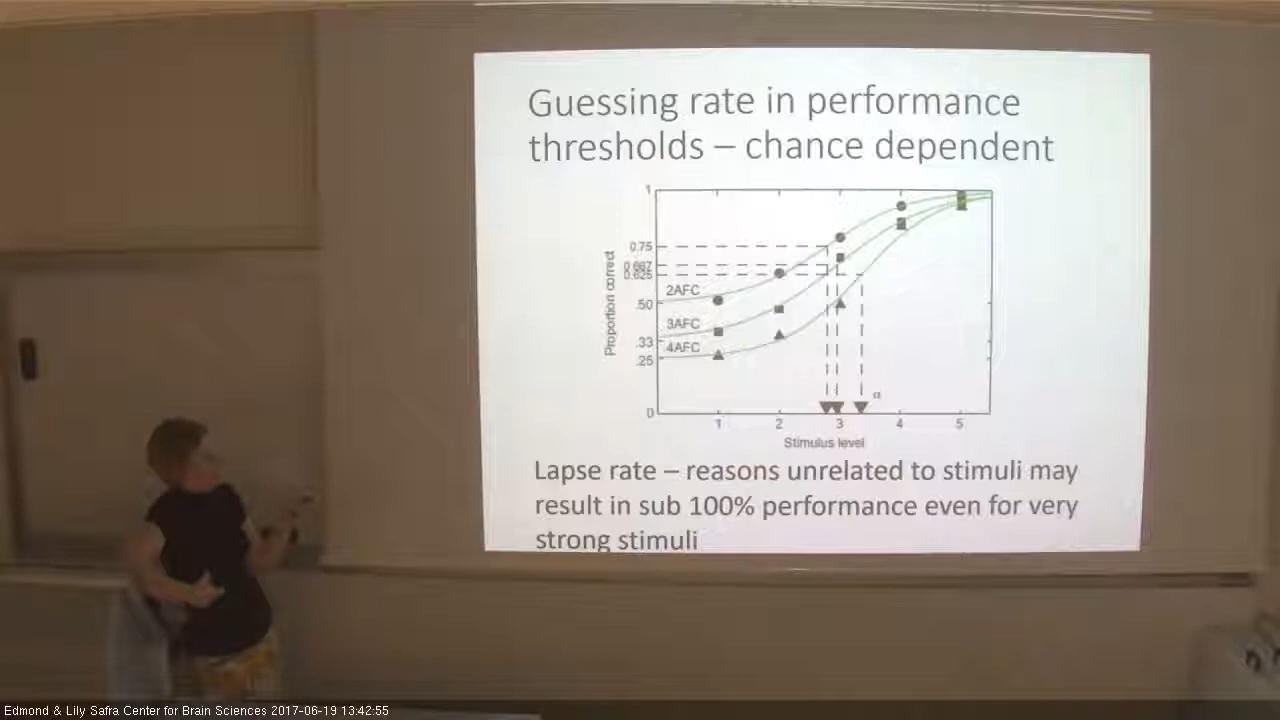 Guessing rate in performance
thresholds – chance dependent
1
0.75
0.667
0.625
2AFC
.50
3AFC
.33
4AFC
.25
0
α
1 2 3 4 5
Proportion correct
Stimulus level
Lapse rate – reasons unrelated to stimuli may
result in sub 100% performance even for very
strong stimuli
Edmond & Lily Safra Center for Brain Sciences 2017-06-19 13:42:55